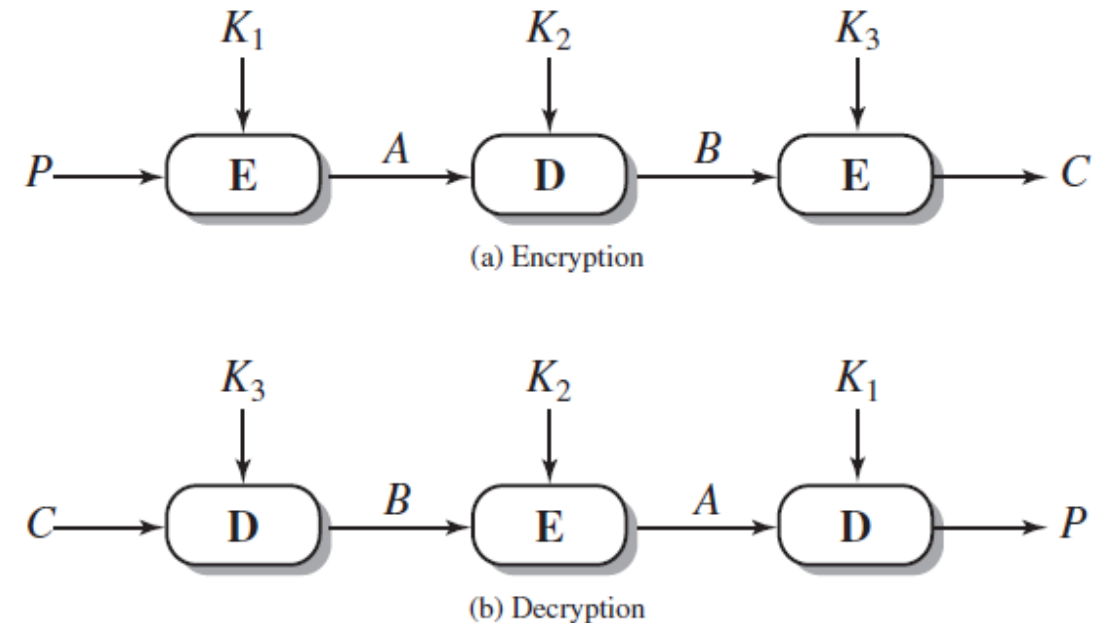 K₁ K₂ K₃
P E A D B E C
(a) Encryption
K₃ K₂ K₁
C D B E A D P
(b) Decryption